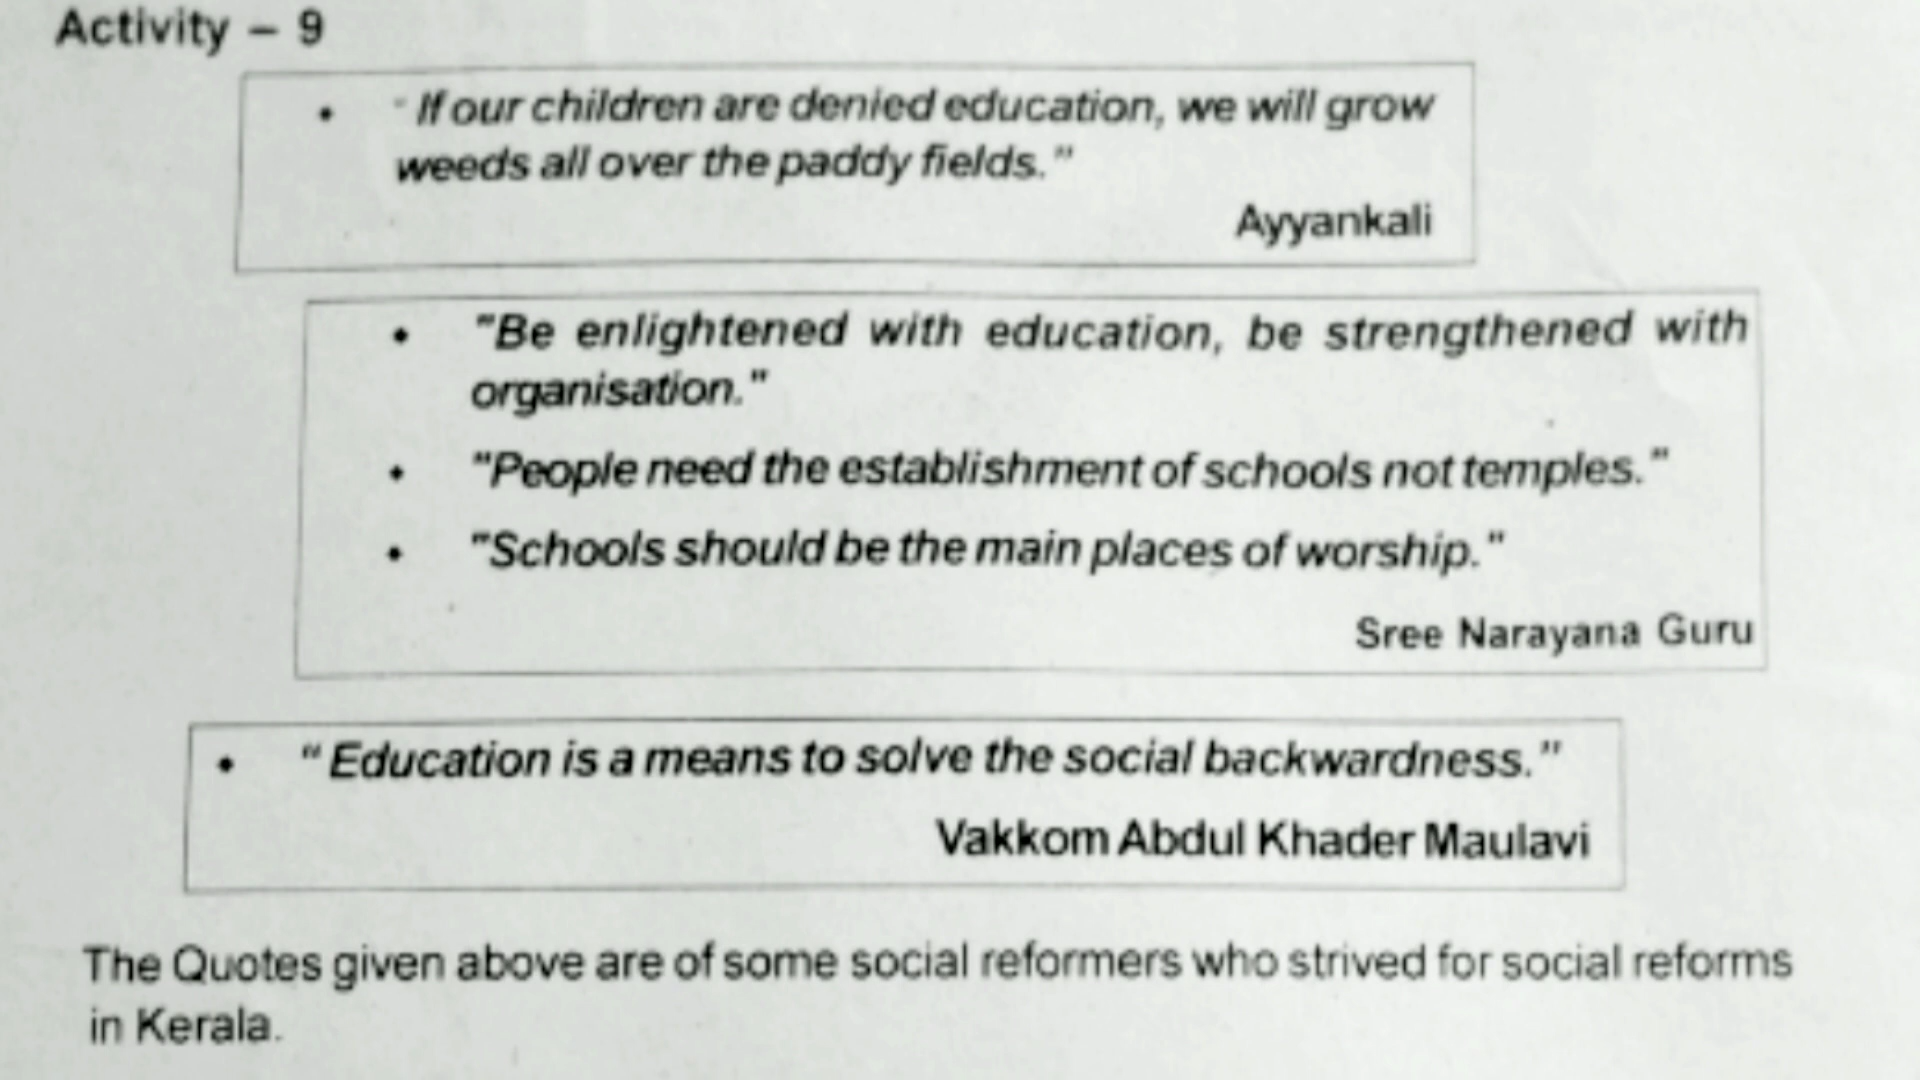 Activity – 9
• " If our children are denied education, we will grow
weeds all over the paddy fields."
Ayyankali
• "Be enlightened with education, be strengthened with
organisation."
• "People need the establishment of schools not temples."
• "Schools should be the main places of worship."
Sree Narayana Guru
• " Education is a means to solve the social backwardness."
Vakkom Abdul Khader Maulavi
The Quotes given above are of some social reformers who strived for social reforms
in Kerala.